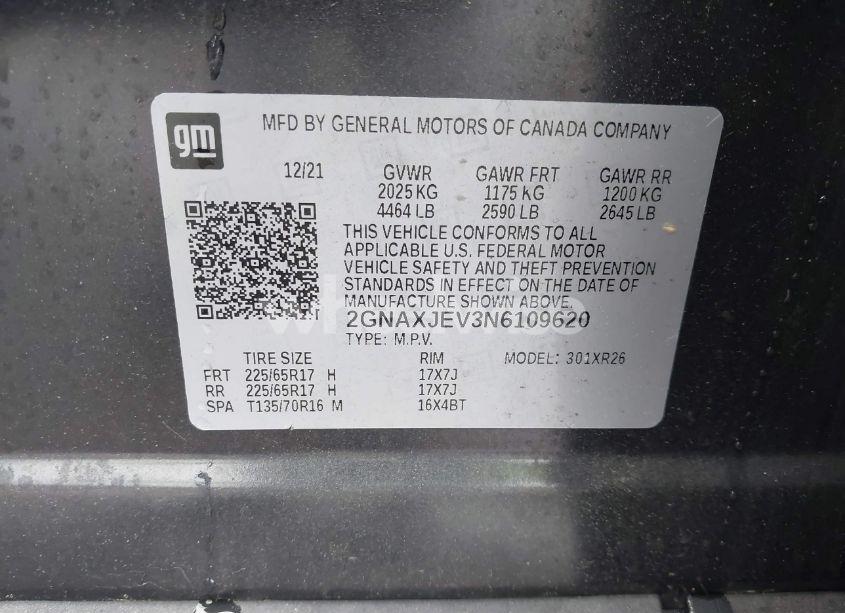 gm
MFD BY GENERAL MOTORS OF CANADA COMPANY
12/21 GVWR GAWR FRT GAWR RR
2025 KG 1175 KG 1200 KG
4464 LB 2590 LB 2645 LB
THIS VEHICLE CONFORMS TO ALL
APPLICABLE U.S. FEDERAL MOTOR
VEHICLE SAFETY AND THEFT PREVENTION
STANDARDS IN EFFECT ON THE DATE OF
MANUFACTURE SHOWN ABOVE.
2GNAXJEV3N6109620
TYPE: M.P.V.
TIRE SIZE RIM MODEL: 301XR26
FRT 225/65R17 H 17X7J
RR 225/65R17 H 17X7J
SPA T135/70R16 M 16X4BT